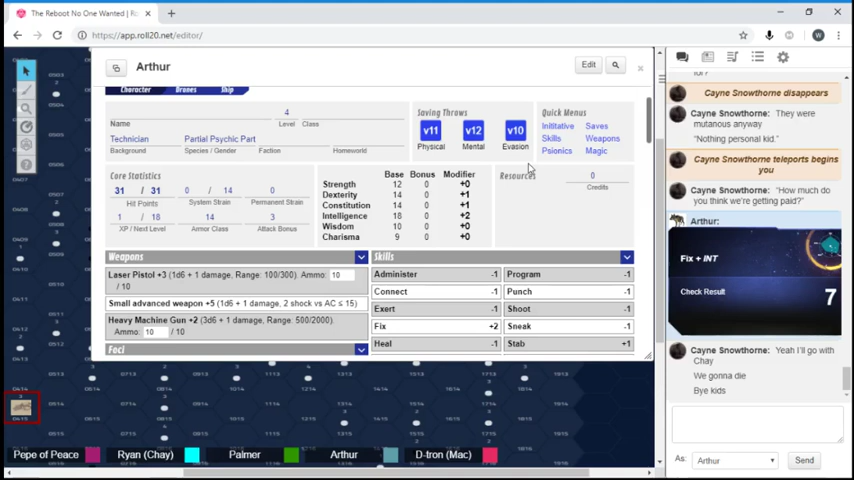 The Reboot No One Wanted | Roll2
https://app.roll20.net/editor/
W
Arthur
Edit
Character Drones Ship
4
Name Level Class
Technician Partial Psychic Part
Background Species / Gender Faction Homeworld
Saving Throws
v11 v12 v10
Physical Mental Evasion
Quick Menus
Inititative Saves
Skills Weapons
Psionics Magic
Core Statistics
31 / 31 0 / 14 0
Hit Points System Strain Permanent Strain
1 / 18 14 3
XP / Next Level Armor Class Attack Bonus
Base Bonus Modifier
Strength 12 0 +0
Dexterity 14 0 +1
Constitution 14 0 +1
Intelligence 18 0 +2
Wisdom 10 0 +0
Charisma 9 0 +0
Resources
0
Credits
Weapons
Laser Pistol +3 (1d6 + 1 damage, Range: 100/300). Ammo: 10
/ 10
Small advanced weapon +5 (1d6 + 1 damage, 2 shock vs AC ≤ 15)
Heavy Machine Gun +2 (3d6 + 1 damage, Range: 500/2000).
Ammo: 10 / 10
Foci
Skills
Administer -1 Program -1
Connect -1 Punch -1
Exert -1 Shoot -1
Fix +2 Sneak -1
Heal -1 Stab +1
Pepe of Peace
Ryan (Chay)
Palmer
Arthur
D-tron (Mac)
for?
Cayne Snowthorne disappears
Cayne Snowthorne: They were
mutanous anyway
"Nothing personal kid."
Cayne Snowthorne teleports begins
you
Cayne Snowthorne: "How much do
you think we're getting paid?"
Arthur:
Fix + INT
Check Result 7
Cayne Snowthorne: Yeah I'll go with
Chay
We gonna die
Bye kids
As: Arthur Send